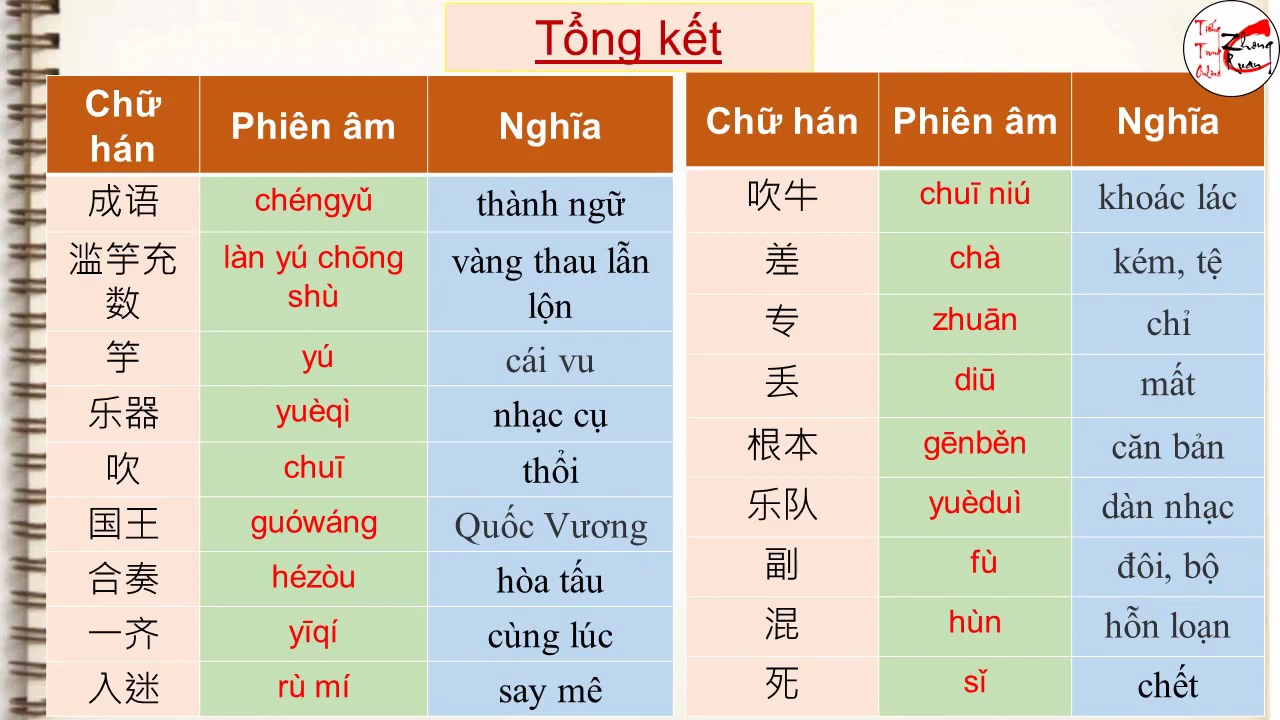 Tổng kết
Tiếng
Trung
Online
Zhong
Ruan
Chữ
hán
Phiên âm
Nghĩa
成语
chéngyǔ
thành ngữ
滥竽充
数
làn yú chōng
shù
vàng thau lẫn
lộn
竽
yú
cái vu
乐器
yuèqì
nhạc cụ
吹
chuī
thổi
国王
guówáng
Quốc Vương
合奏
hézòu
hòa tấu
一齐
yīqí
cùng lúc
入迷
rù mí
say mê
Chữ hán
Phiên âm
Nghĩa
吹牛
chuī niú
khoác lác
差
chà
kém, tệ
专
zhuān
chỉ
丢
diū
mất
根本
gēnběn
căn bản
乐队
yuèduì
dàn nhạc
副
fù
đôi, bộ
混
hùn
hỗn loạn
死
sǐ
chết